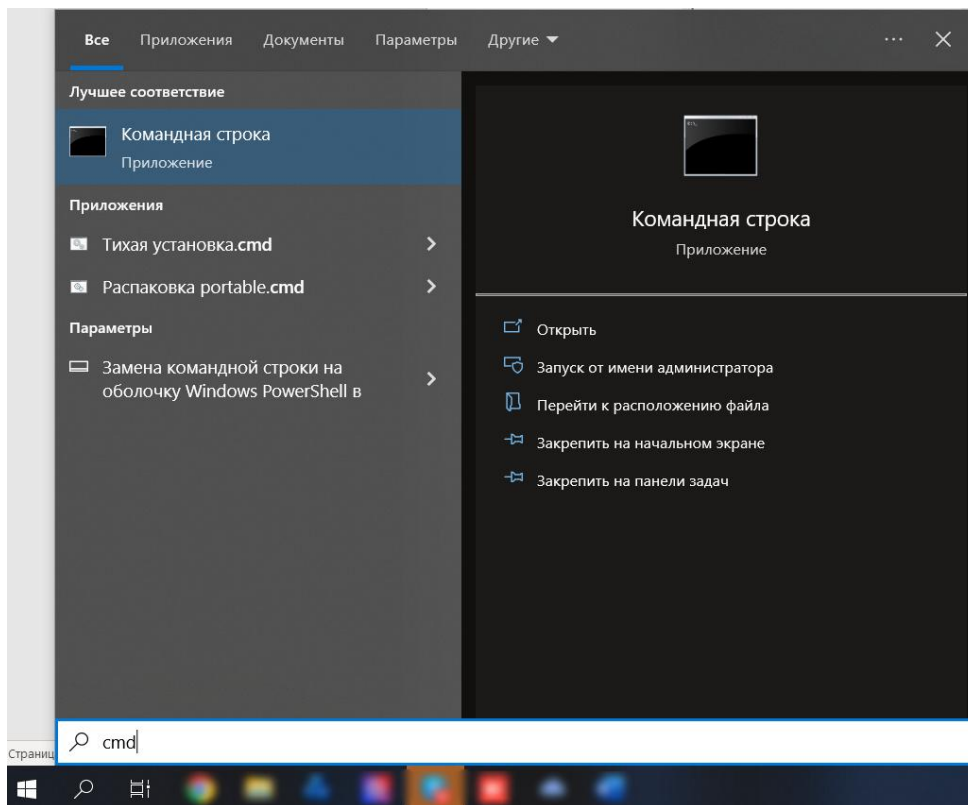 Все Приложения Документы Параметры Другие
Лучшее соответствие
Командная строка
Приложение
Приложения
Тихая установка.cmd
Распаковка portable.cmd
Параметры
Замена командной строки на
оболочку Windows PowerShell в
Командная строка
Приложение
Открыть
Запуск от имени администратора
Перейти к расположению файла
Закрепить на начальном экране
Закрепить на панели задач
cmd
Страниц